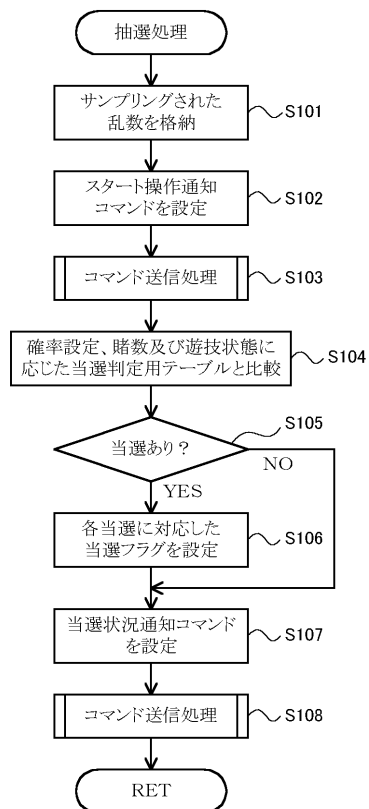 抽選処理
サンプリングされた
乱数を格納
S101
スタート操作通知
コマンドを設定
S102
コマンド送信処理
S103
確率設定、賭数及び遊技状態に
応じた当選判定用テーブルと比較
S104
当選あり？
S105
NO
YES
各当選に対応した
当選フラグを設定
S106
当選状況通知コマンド
を設定
S107
コマンド送信処理
S108
RET